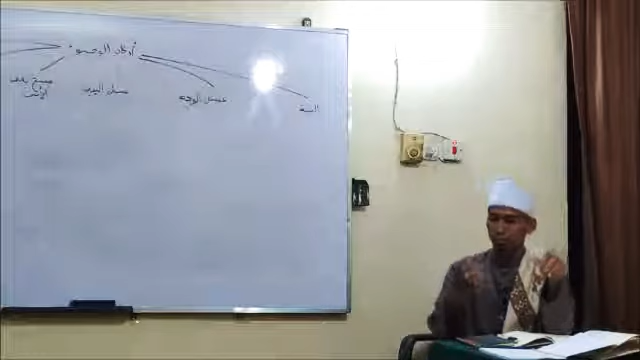 أركان الوضوء
النية
غسل الوجه
غسل اليدين
مسح بعض
الرأس